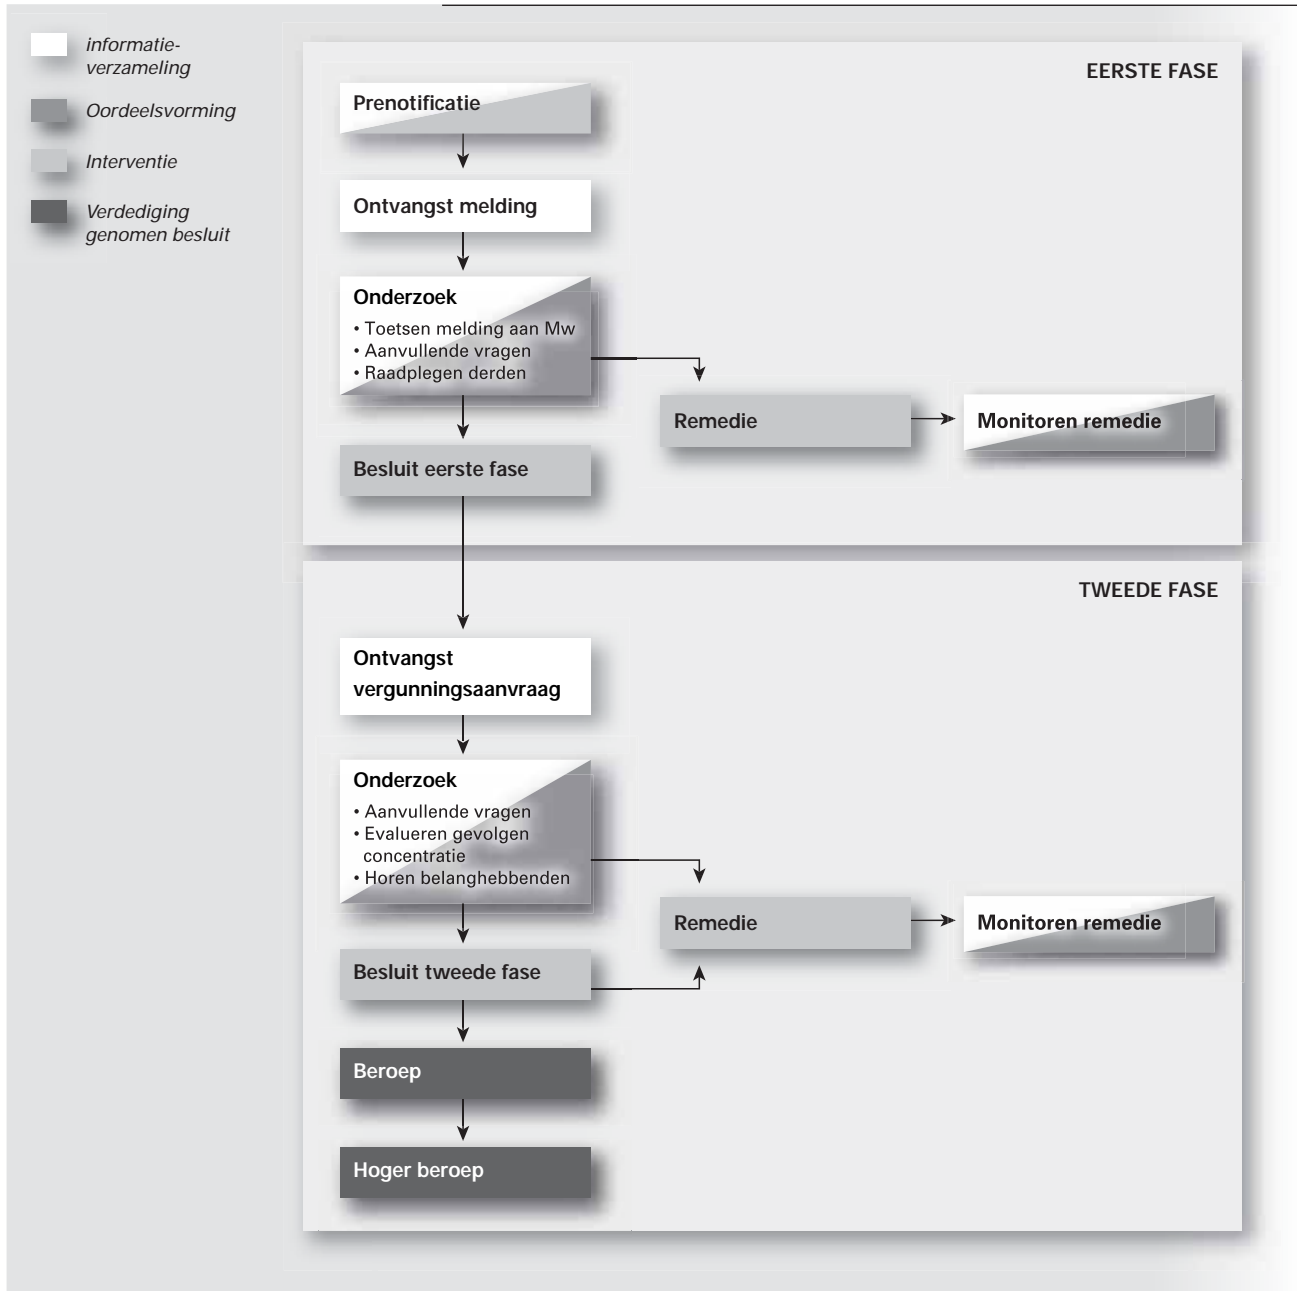 informatie-
verzameling
Oordeelsvorming
Interventie
Verdediging
genomen besluit
EERSTE FASE
Prenotificatie
Ontvangst melding
Onderzoek
• Toetsen melding aan Mw
• Aanvullende vragen
• Raadplegen derden
Remedie
Monitoren remedie
Besluit eerste fase
TWEEDE FASE
Ontvangst
vergunningsaanvraag
Onderzoek
• Aanvullende vragen
• Evalueren gevolgen
concentratie
• Horen belanghebbenden
Remedie
Monitoren remedie
Besluit tweede fase
Beroep
Hoger beroep